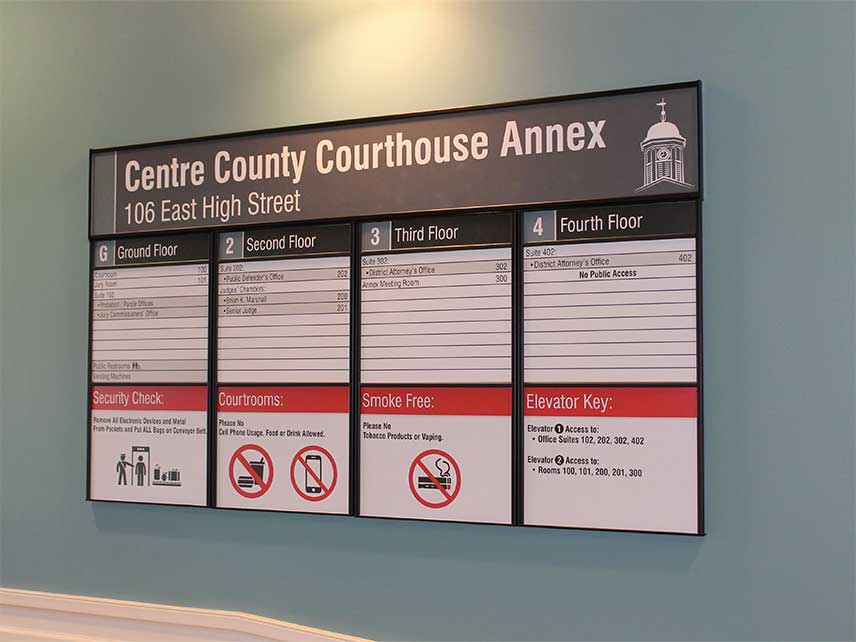 Centre County Courthouse Annex
106 East High Street
G Ground Floor
Courtroom 100
Jury Room 101
Suite 102:
•Probation / Parole Offices
•Jury Commissioners' Office
Public Restrooms
Vending Machines
2 Second Floor
Suite 202:
•Public Defender's Office 202
Judges' Chambers:
•Brian K. Marshall 200
•Senior Judge 201
3 Third Floor
Suite 302:
•District Attorney's Office 302
Annex Meeting Room 300
4 Fourth Floor
Suite 402:
•District Attorney's Office 402
No Public Access
Security Check:
Remove All Electronic Devices and Metal
From Pockets and Put ALL Bags on Conveyor Belt.
Courtrooms:
Please No
Cell Phone Usage, Food or Drink Allowed.
Smoke Free:
Please No
Tobacco Products or Vaping.
Elevator Key:
Elevator 1 Access to:
• Office Suites 102, 202, 302, 402
Elevator 2 Access to:
• Rooms 100, 101, 200, 201, 300